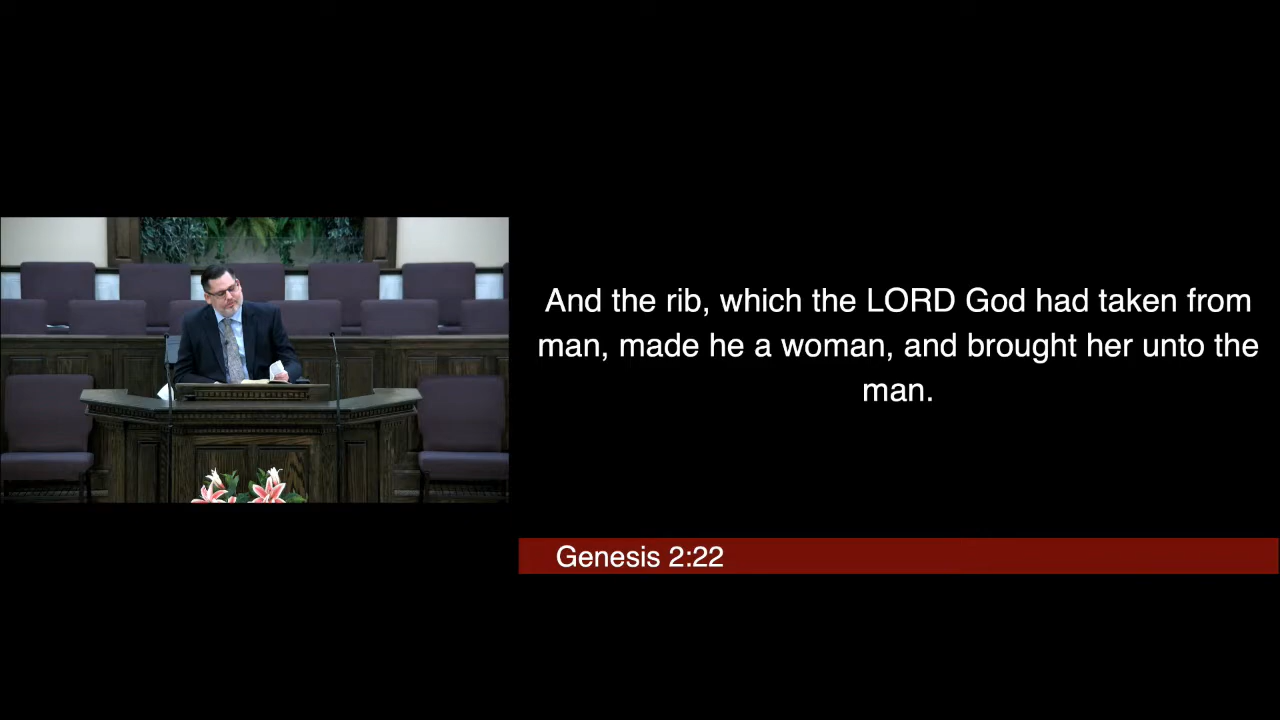 And the rib, which the LORD God had taken from
man, made he a woman, and brought her unto the
man.
Genesis 2:22